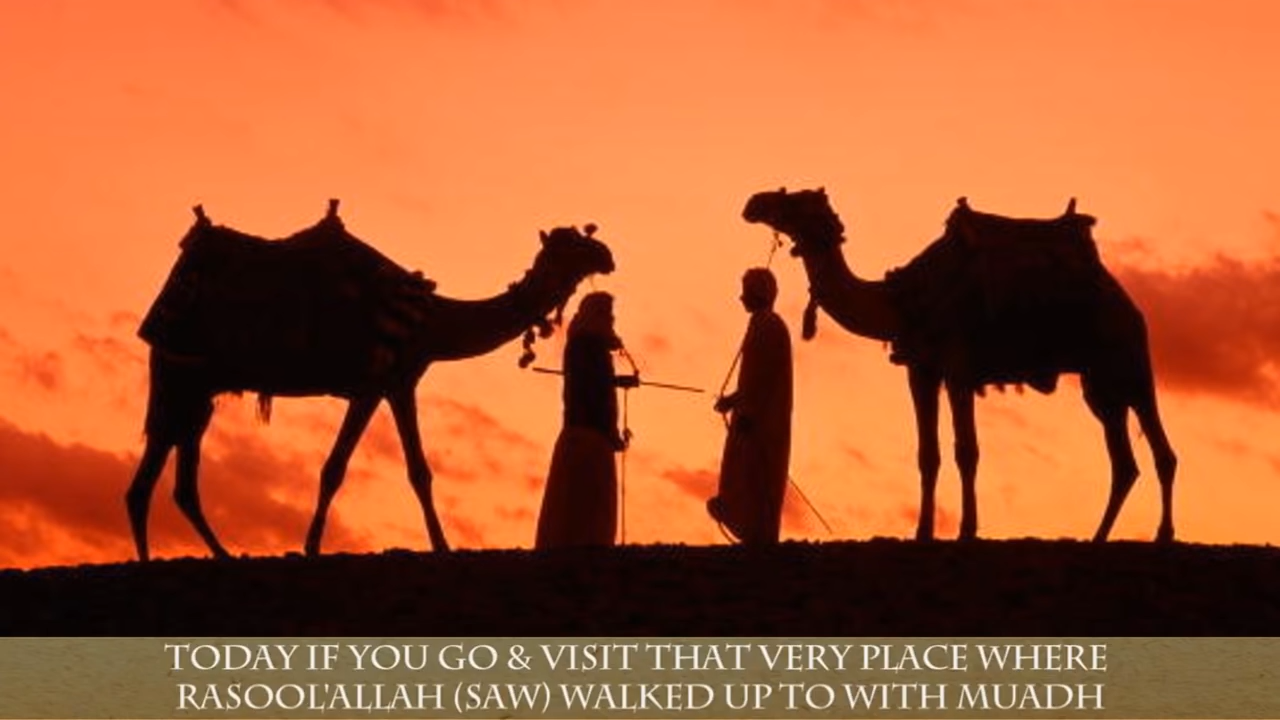 TODAY IF YOU GO & VISIT THAT VERY PLACE WHERE
RASOOL'ALLAH (SAW) WALKED UP TO WITH MUADH